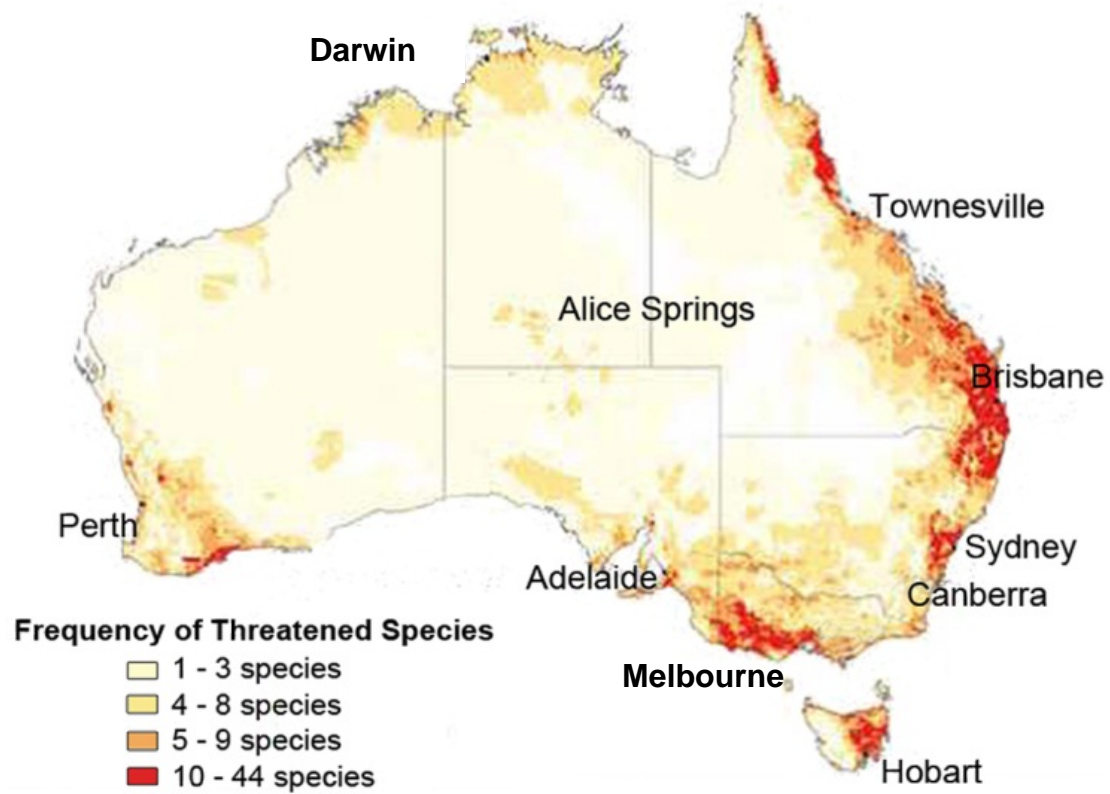 Darwin
Townesville
Alice Springs
Brisbane
Perth
Sydney
Adelaide
Canberra
Frequency of Threatened Species
1 - 3 species
Melbourne
4 - 8 species
5 - 9 species
10 - 44 species
Hobart